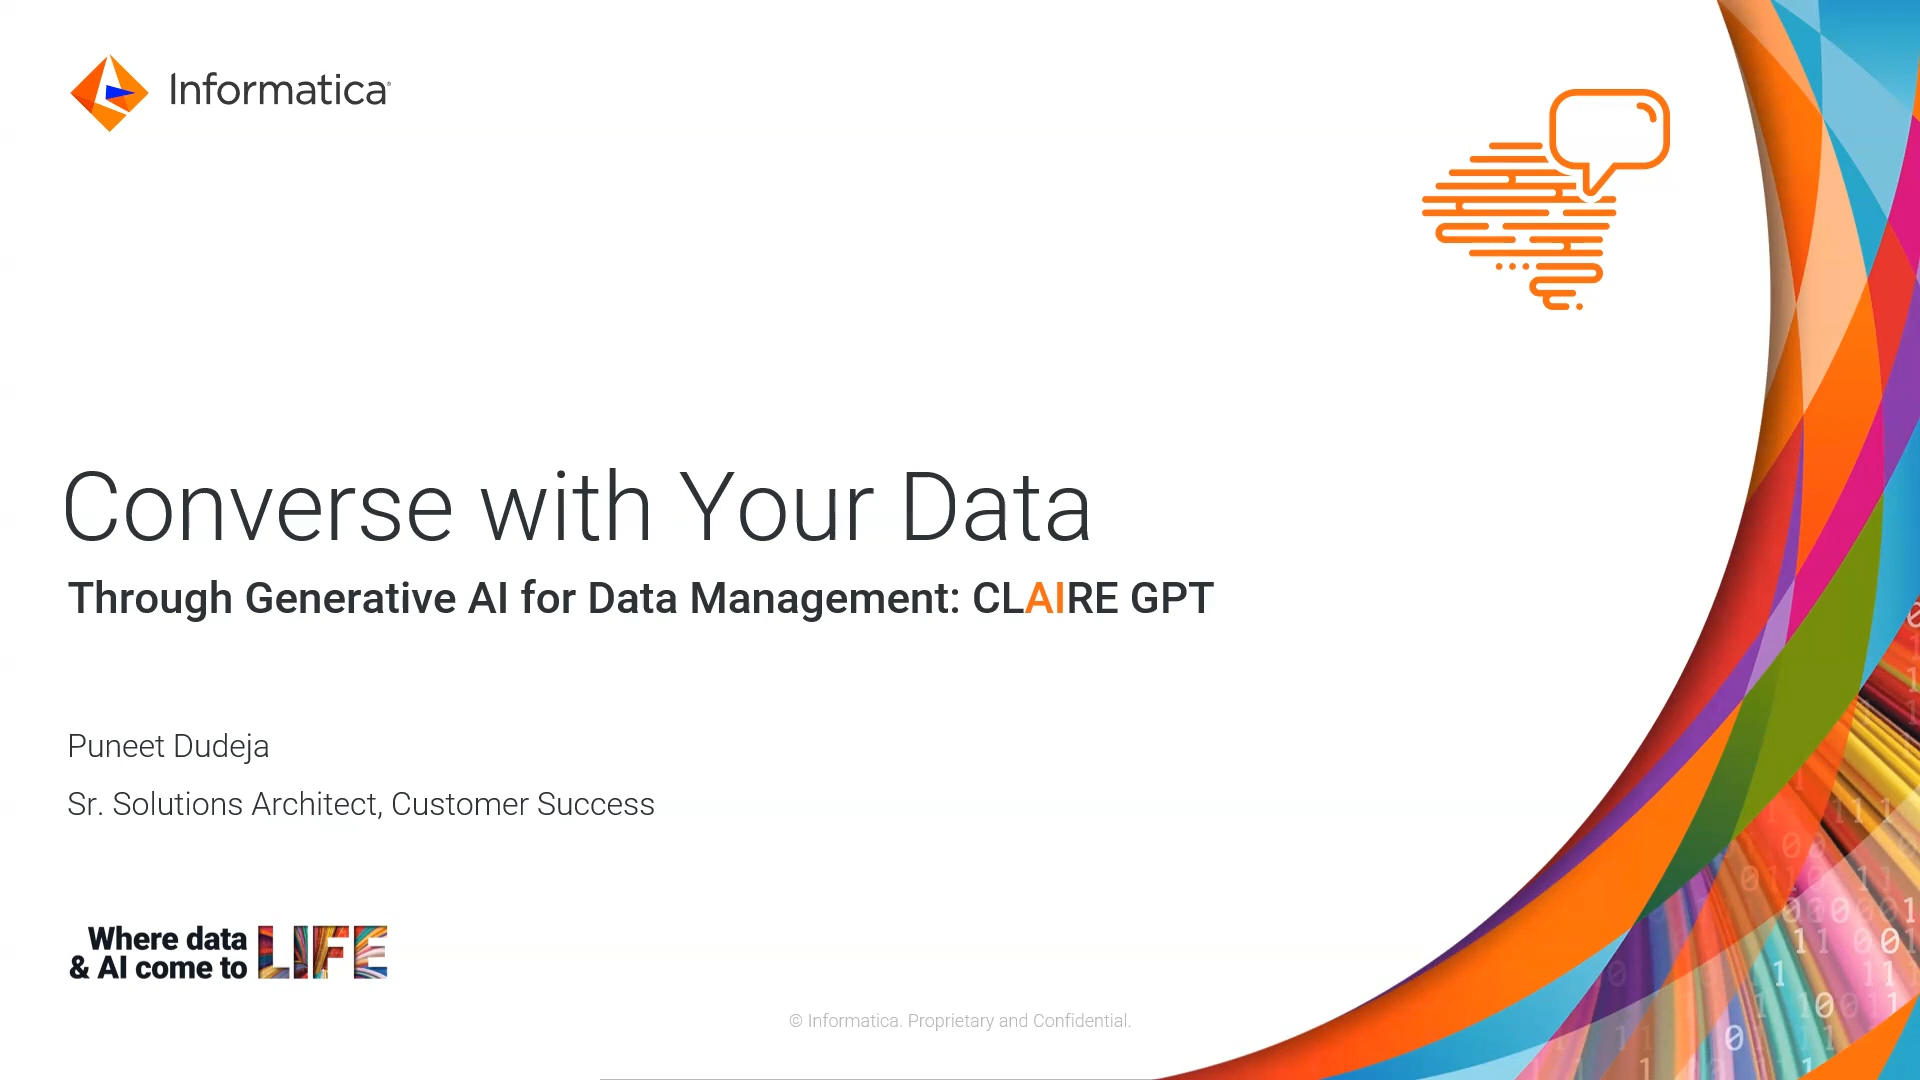 Informatica
Converse with Your Data
Through Generative AI for Data Management: CLAIRE GPT
Puneet Dudeja
Sr. Solutions Architect, Customer Success
Where data
& AI come to LIFE
© Informatica. Proprietary and Confidential.